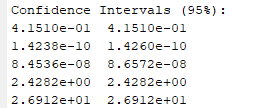 Confidence Intervals (95%):
4.1510e-01 4.1510e-01
1.4238e-10 1.4260e-10
8.4536e-08 8.6572e-08
2.4282e+00 2.4282e+00
2.6912e+01 2.6912e+01